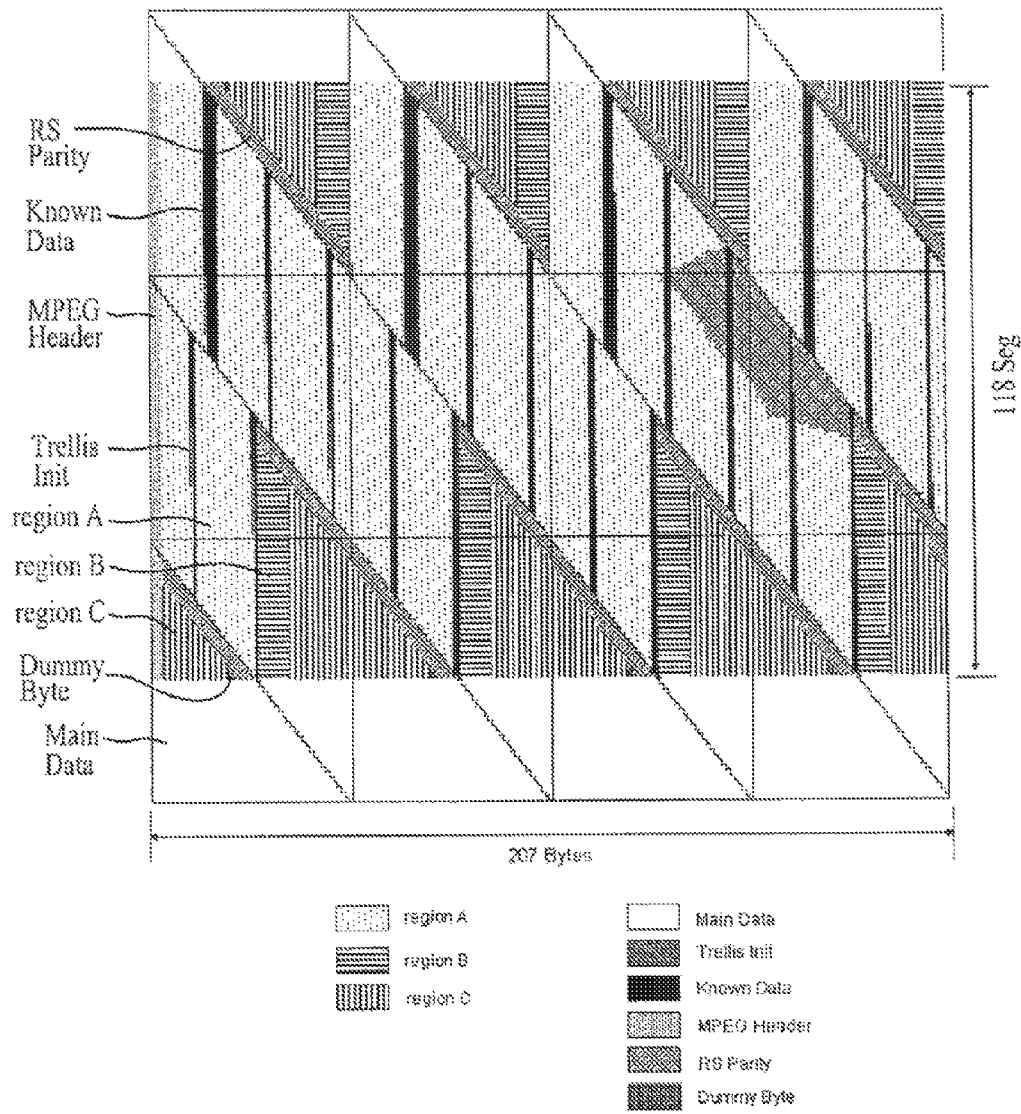 RS
Parity
Known
Data
MPEG
Header
Trellis
Init
region A
region B
region C
Dummy
Byte
Main
Data
118 Seg
207 Bytes
region A
region B
region C
Main Data
Trellis Init
Known Data
MPEG Header
RS Parity
Dummy Byte